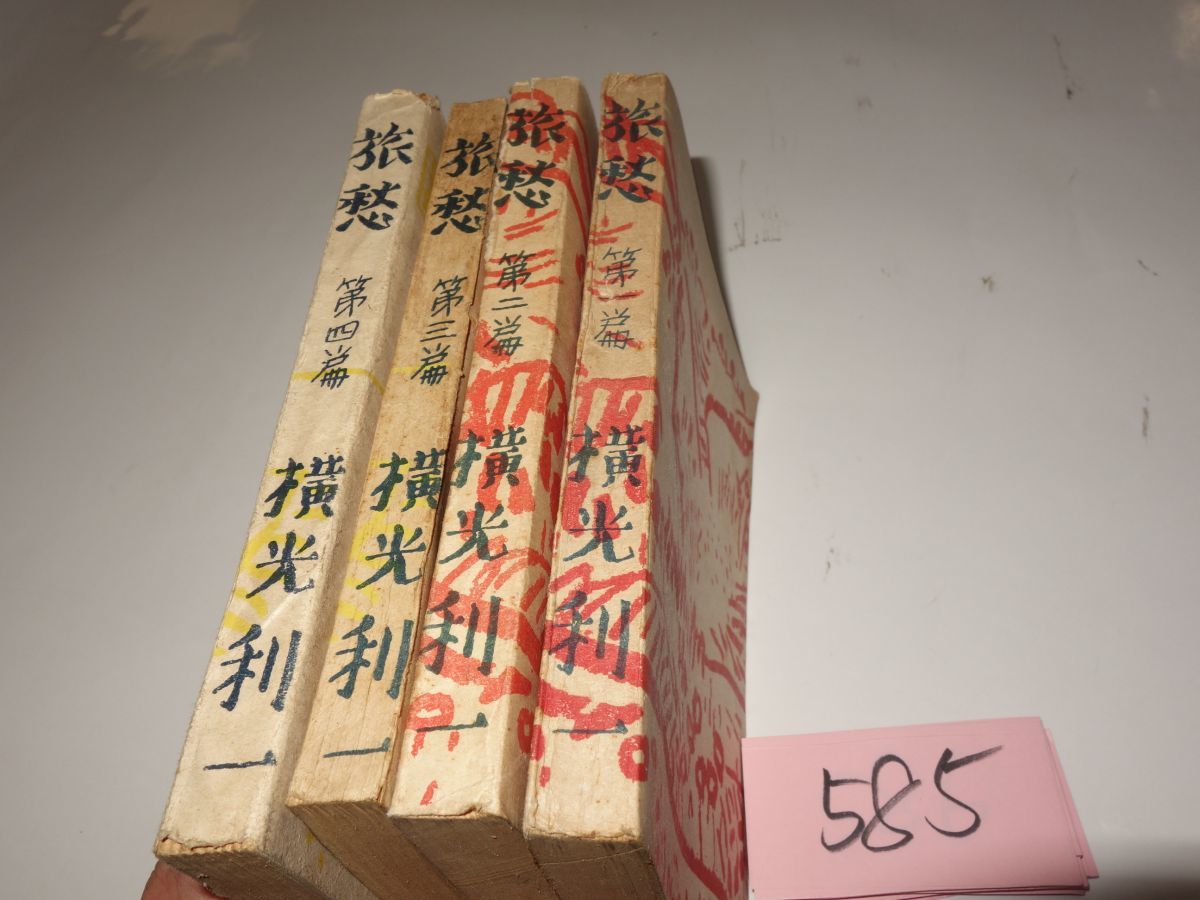 旅愁 第一篇 横光利一
旅愁 第二篇 横光利一
旅愁 第三篇 横光利一
旅愁 第四篇 横光利一
585